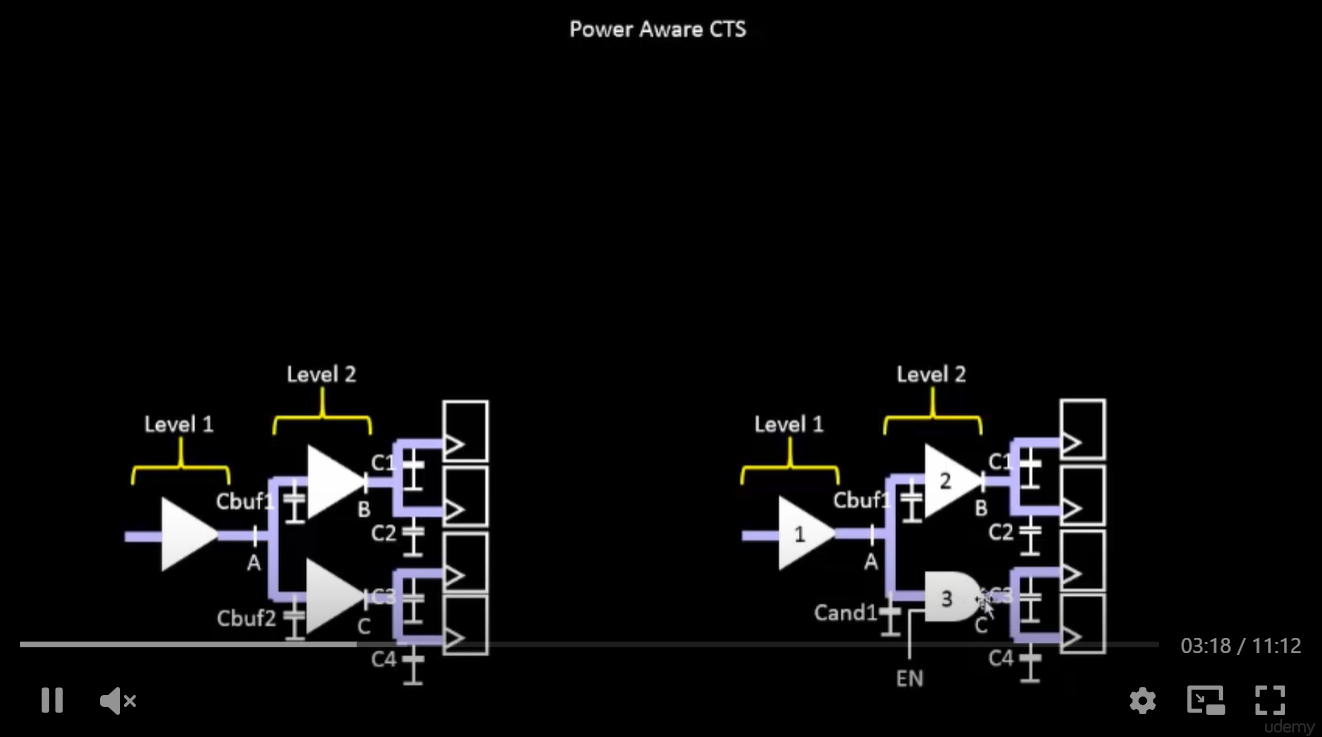 Power Aware CTS
Level 2
Level 1
C1
Cbuf1
B
C2
A
C3
Cbuf2
C
C4
Level 2
Level 1
C1
2
Cbuf1
B
C2
1
A
3
C3
Cand1
C
C4
EN
03:18 / 11:12
udemy